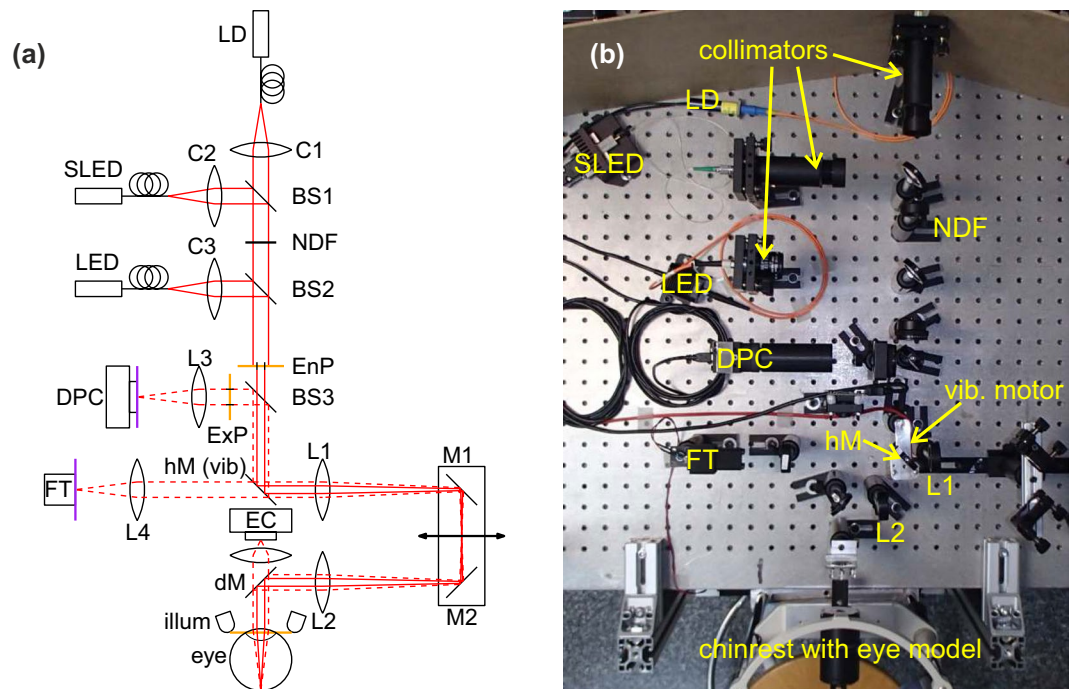 (a)
LD
C1
C2
SLED
BS1
NDF
C3
LED
BS2
EnP
L3
DPC
BS3
ExP
hM (vib)
L1
M1
FT
L4
EC
dM
L2
M2
illum
eye
(b)
collimators
LD
SLED
NDF
LED
DPC
vib. motor
hM
FT
L1
L2
chinrest with eye model